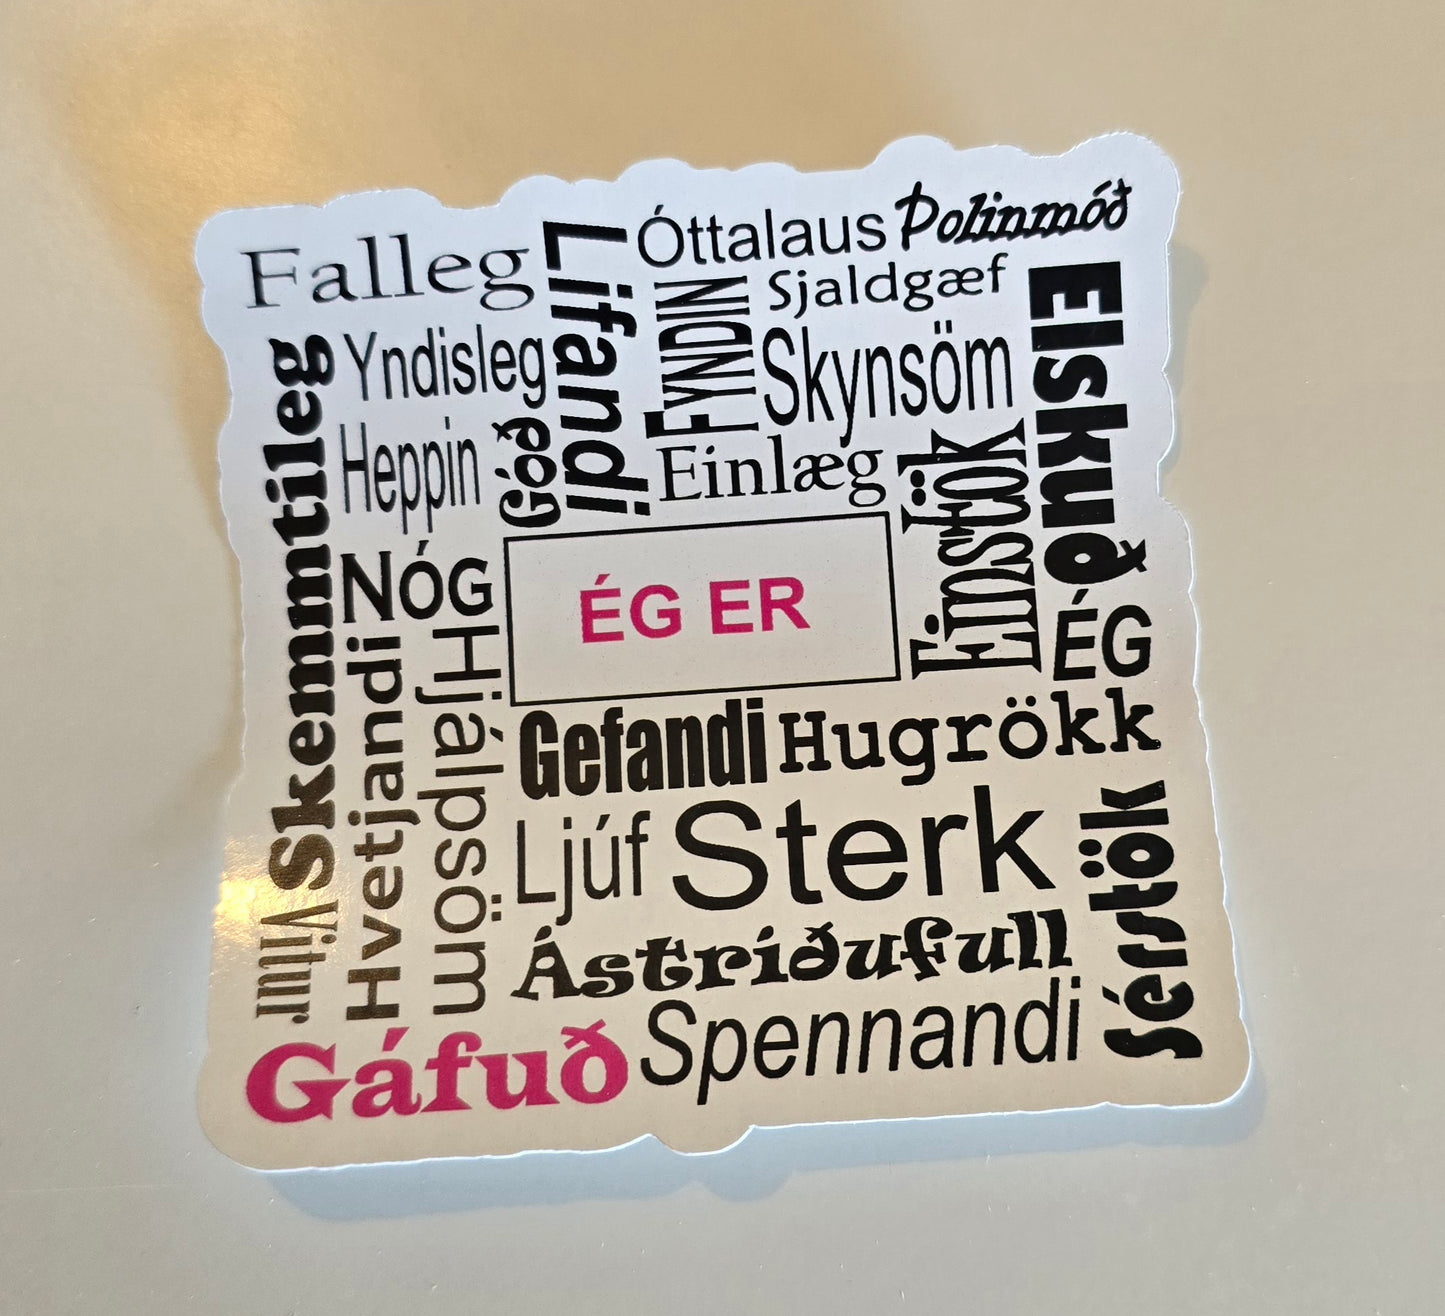 Falleg
Lifandi
Óttalaus
Þolinmóð
Sjaldgæf
FYNDIN
Elskuð
Skemmtileg
Yndisleg
Skynsöm
Heppin
Góð
Einlæg
Einstök
NÓG
ÉG ER
ÉG
Hvetjandi
Hjálpsöm
Gefandi
Hugrökk
Ljúf
Sterk
Sérstök
Vitur
Ástríðufull
Gáfuð
Spennandi